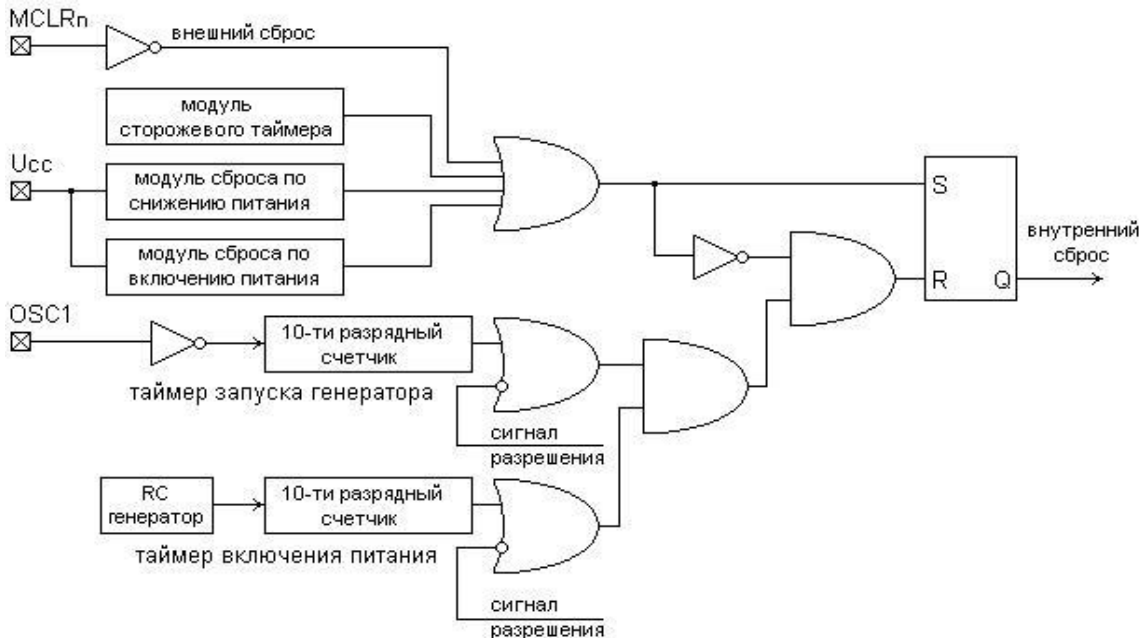 MCLRn
внешний сброс
модуль
сторожевого таймера
Ucc
модуль сброса по
снижению питания
модуль сброса по
включению питания
S
R
Q
внутренний
сброс
OSC1
10-ти разрядный
счетчик
таймер запуска генератора
сигнал
разрешения
RC
генератор
10-ти разрядный
счетчик
таймер включения питания
сигнал
разрешения